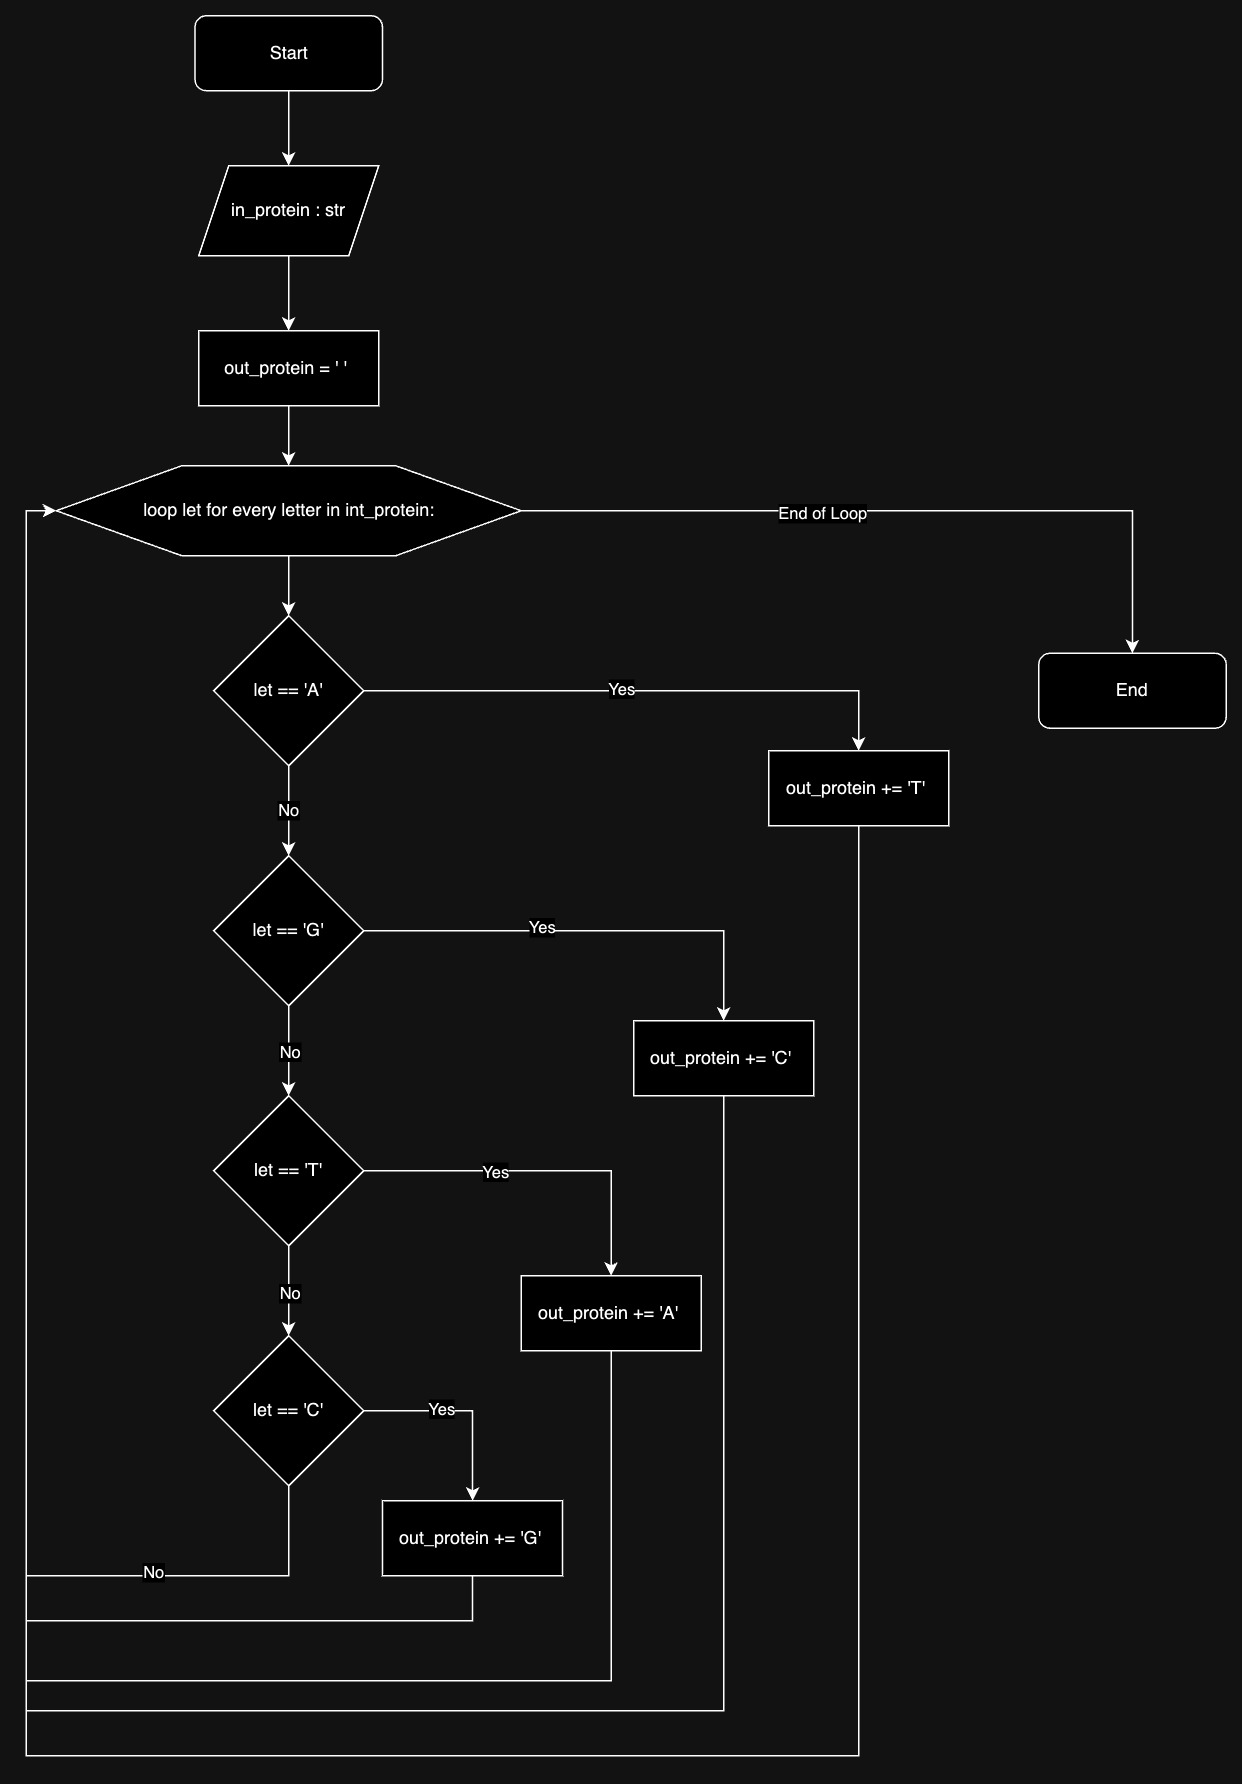 Start
in_protein : str
out_protein = ' '
loop let for every letter in int_protein:
End of Loop
let == 'A'
Yes
End
out_protein += 'T'
No
let == 'G'
Yes
out_protein += 'C'
No
let == 'T'
Yes
out_protein += 'A'
No
let == 'C'
Yes
out_protein += 'G'
No